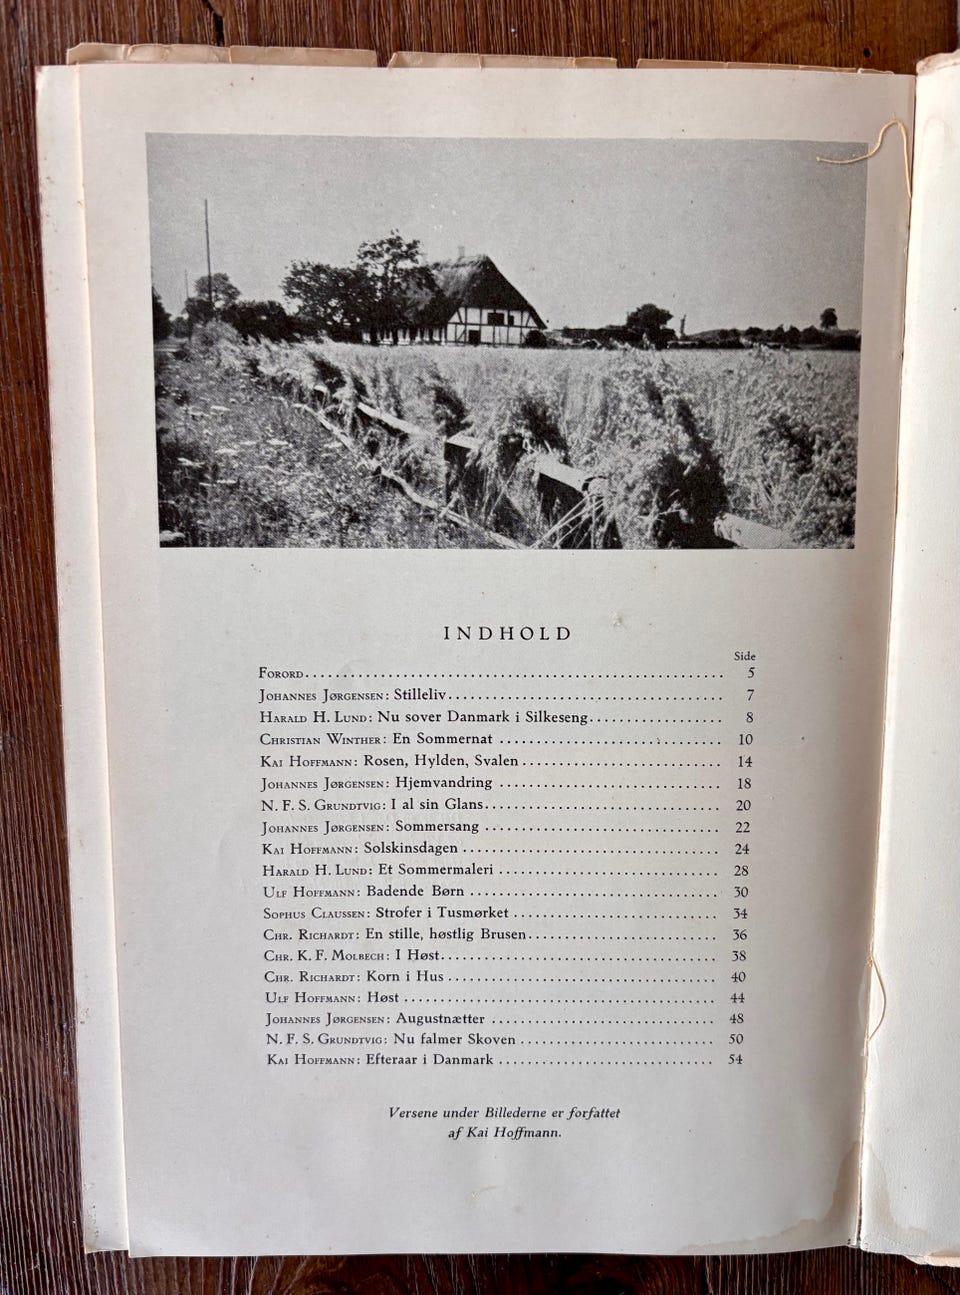 INDHOLD
Side
Forord........................................................ 5
Johannes Jørgensen: Stilleliv..................................... 7
Harald H. Lund: Nu sover Danmark i Silkeseng.................. 8
Christian Winther: En Sommernat .............................. 10
Kai Hoffmann: Rosen, Hylden, Svalen.............................. 14
Johannes Jørgensen: Hjemvandring .............................. 18
N. F. S. Grundtvig: I al sin Glans................................ 20
Johannes Jørgensen: Sommersang ................................ 22
Kai Hoffmann: Solskinsdagen .................................. 24
Harald H. Lund: Et Sommermaleri .............................. 28
Ulf Hoffmann: Badende Børn .................................. 30
Sophus Claussen: Strofer i Tusmørket ............................ 34
Chr. Richardt: En stille, høstlig Brusen.......................... 36
Chr. K. F. Molbech: I Høst...................................... 38
Chr. Richardt: Korn i Hus .................................... 40
Ulf Hoffmann: Høst .......................................... 44
Johannes Jørgensen: Augustnætter .............................. 48
N. F. S. Grundtvig: Nu falmer Skoven .......................... 50
Kai Hoffmann: Efteraar i Danmark .............................. 54
Versene under Billederne er forfattet
af Kai Hoffmann.